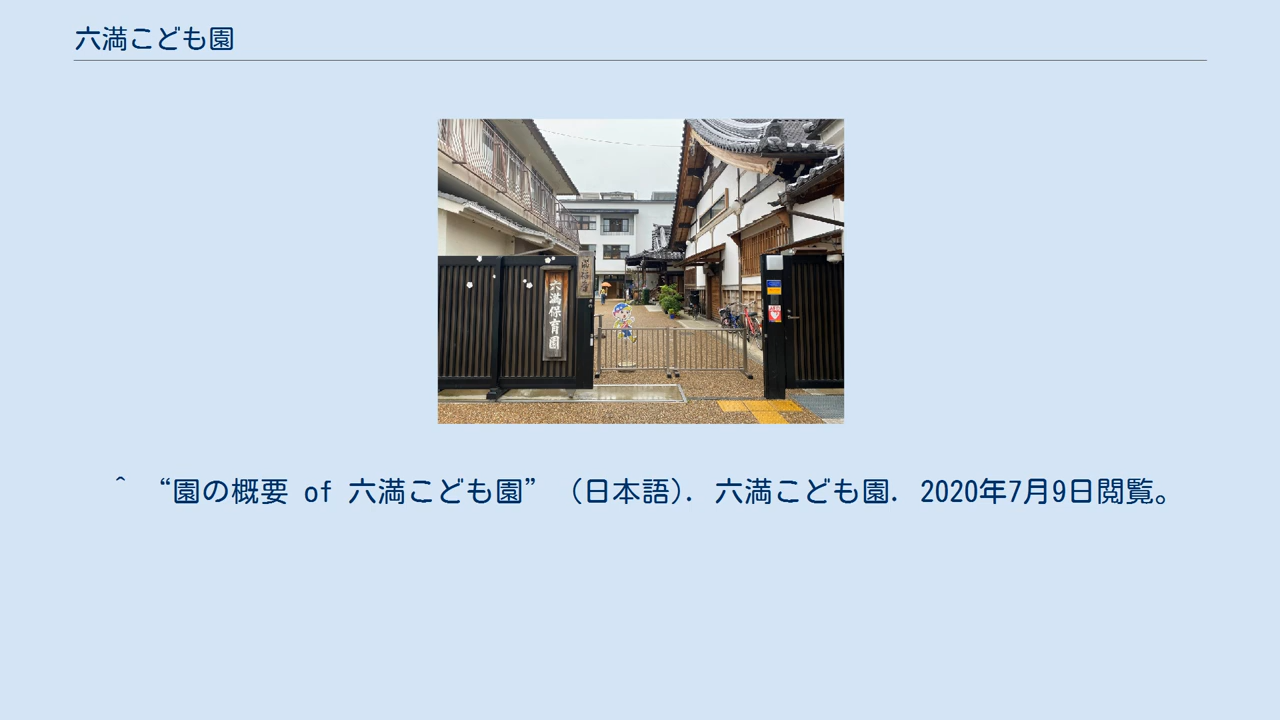 六満こども園
六満保育園
^ “園の概要 of 六満こども園” (日本語). 六満こども園. 2020年7月9日閲覧。